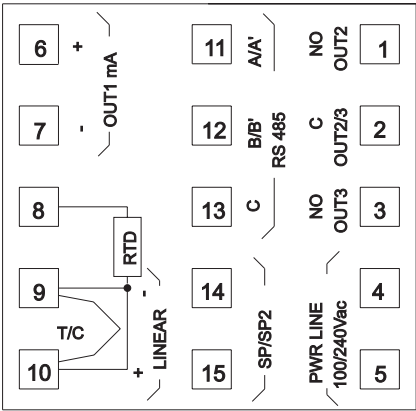 6 +
7 -
OUT1 mA
8
RTD
9
-
T/C
10
+
LINEAR
11
A/A'
12
B/B'
13
C
RS 485
14
15
SP/SP2
NO
OUT2
1
C
OUT2/3
2
NO
OUT3
3
4
5
PWR LINE
100/240Vac